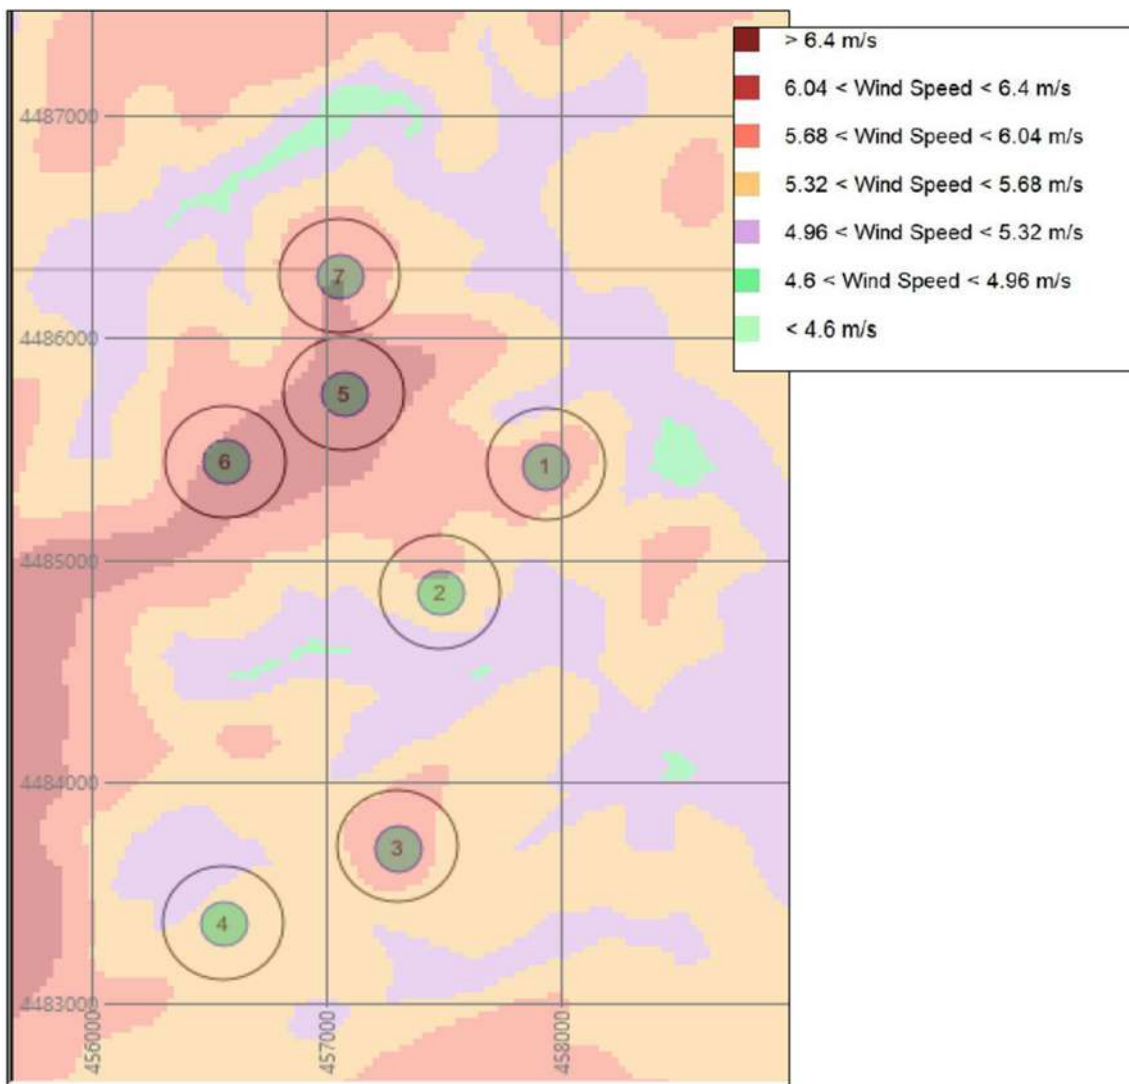 > 6.4 m/s
6.04 < Wind Speed < 6.4 m/s
4487000
5.68 < Wind Speed < 6.04 m/s
5.32 < Wind Speed < 5.68 m/s
4.96 < Wind Speed < 5.32 m/s
7
4.6 < Wind Speed < 4.96 m/s
4486000
< 4.6 m/s
5
6
1
4485000
2
4484000
3
4
4483000
456000
457000
458000